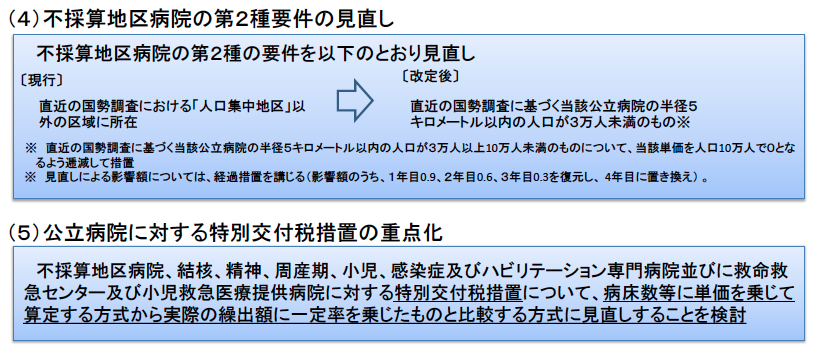 （４）不採算地区病院の第２種要件の見直し
不採算地区病院の第２種の要件を以下のとおり見直し
〔現行〕
〔改定後〕
直近の国勢調査における「人口集中地区」以
外の区域に所在
直近の国勢調査に基づく当該公立病院の半径５
キロメートル以内の人口が３万人未満のもの※
※　直近の国勢調査に基づく当該公立病院の半径５キロメートル以内の人口が３万人以上10万人未満のものについて、当該単価を人口10万人で０とな
るよう逓減して措置
※　見直しによる影響額については、経過措置を講じる（影響額のうち、１年目0.9、２年目0.6、３年目0.3を復元し、４年目に置き換え）。
（５）公立病院に対する特別交付税措置の重点化
不採算地区病院、結核、精神、周産期、小児、感染症及びハビリテーション専門病院並びに救命救
急センター及び小児救急医療提供病院に対する特別交付税措置について、病床数等に単価を乗じて
算定する方式から実際の繰出額に一定率を乗じたものと比較する方式に見直しすることを検討